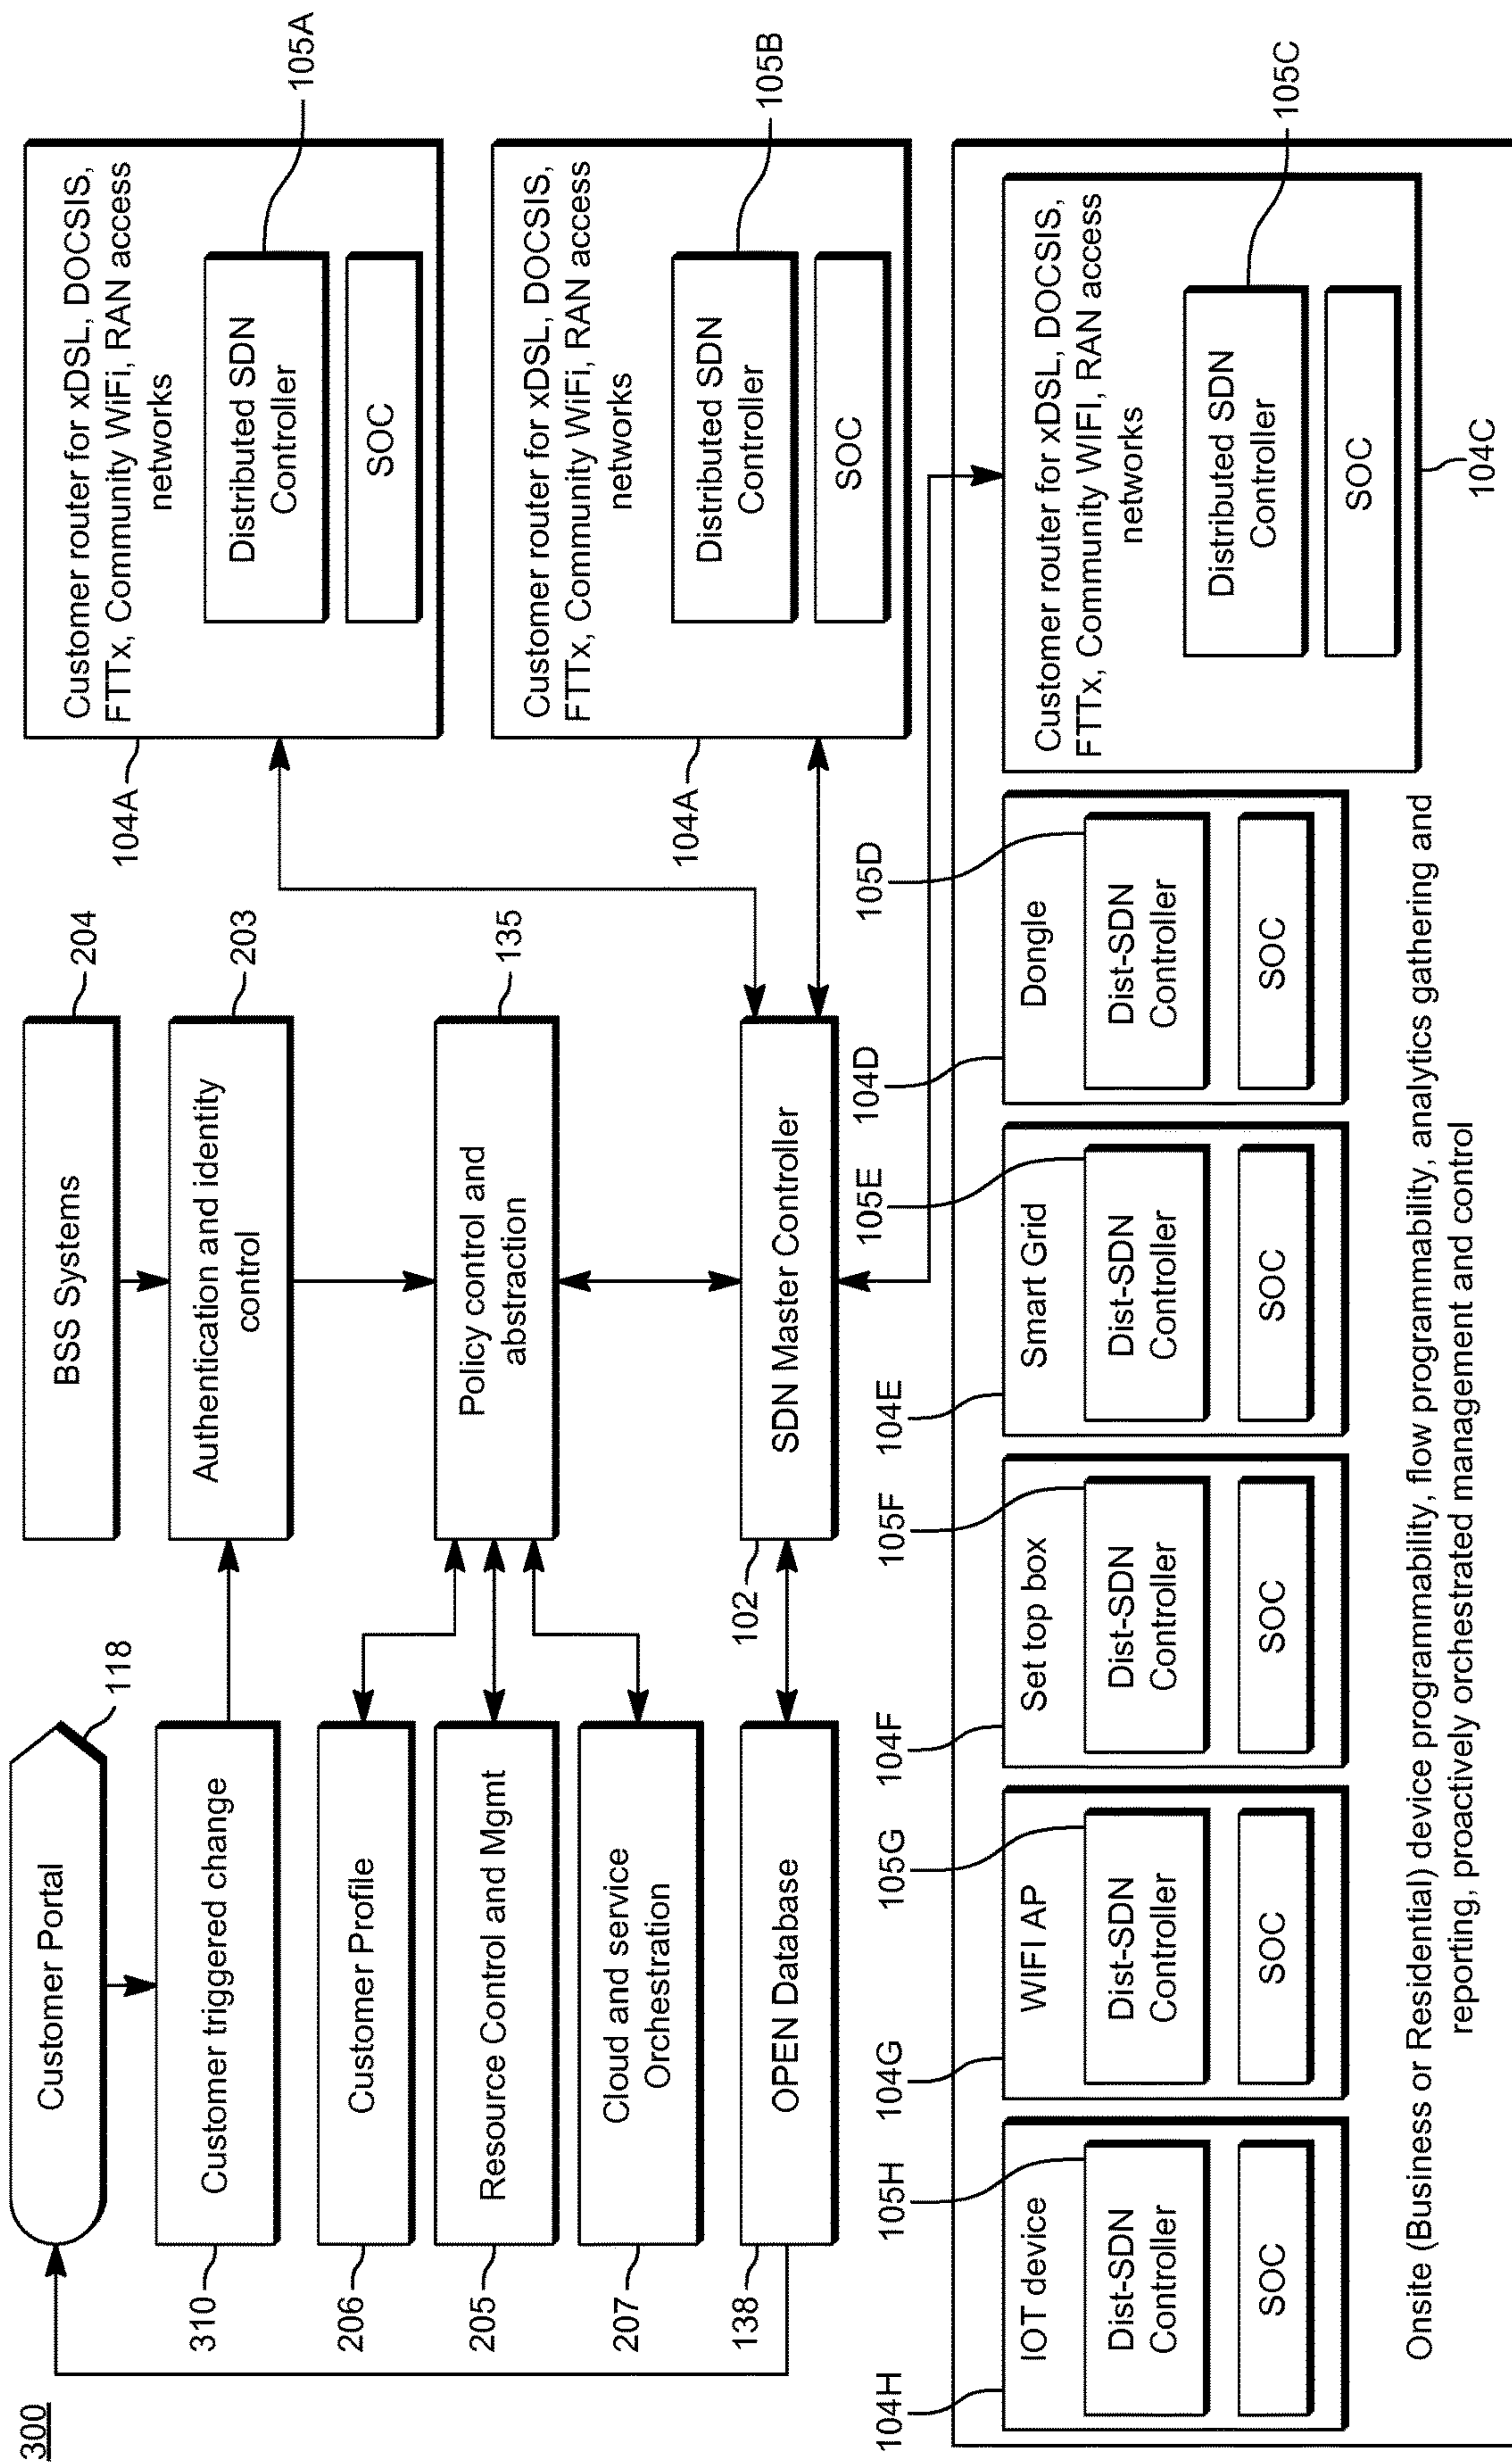 300
Customer Portal
118
Customer triggered change
310
Customer Profile
206
Resource Control and Mgmt
205
Cloud and service
Orchestration
207
OPEN Database
138
BSS Systems
204
Authentication and identity
control
203
Policy control and
abstraction
135
SDN Master Controller
102
Customer router for xDSL, DOCSIS,
FTTx, Community WiFi, RAN access
networks
Distributed SDN
Controller
SOC
104A
105A
Customer router for xDSL, DOCSIS,
FTTx, Community WiFi, RAN access
networks
Distributed SDN
Controller
SOC
104A
105B
IOT device
Dist-SDN
Controller
SOC
104H
105H
WIFI AP
Dist-SDN
Controller
SOC
104G
105G
Set top box
Dist-SDN
Controller
SOC
104F
105F
Smart Grid
Dist-SDN
Controller
SOC
104E
105E
Dongle
Dist-SDN
Controller
SOC
104D
105D
Customer router for xDSL, DOCSIS,
FTTx, Community WIFI, RAN access
networks
Distributed SDN
Controller
SOC
105C
104C
Onsite (Business or Residential) device programmability, flow programmability, analytics gathering and
reporting, proactively orchestrated management and control